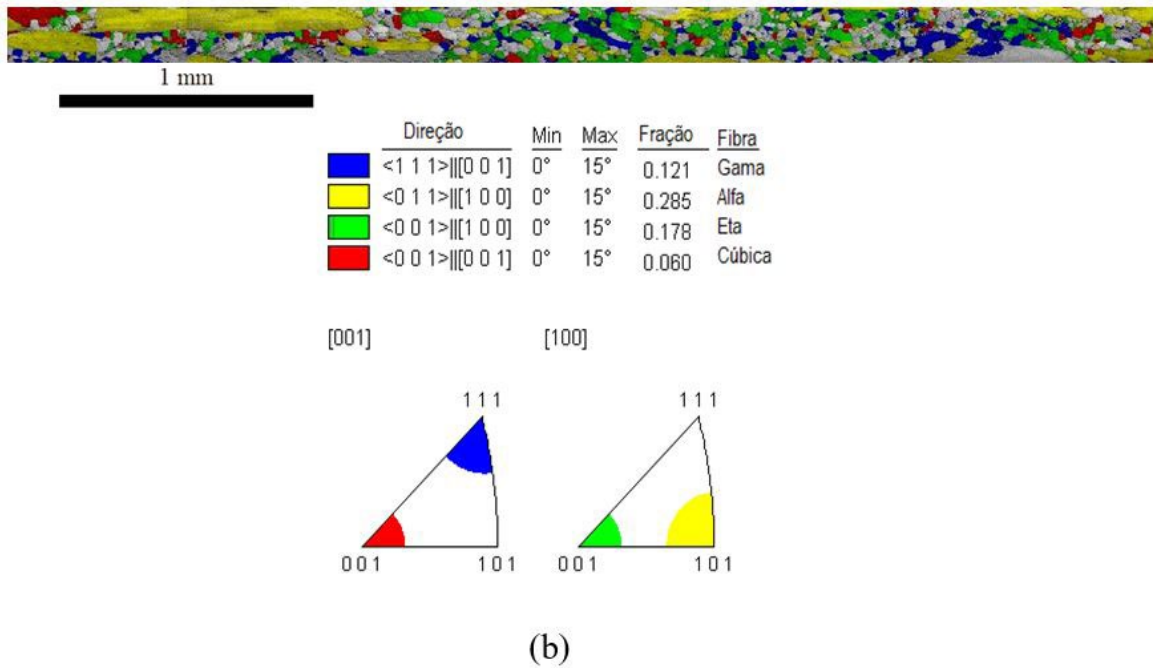 1 mm
Direção Min Max Fração Fibra
<1 1 1>||[0 0 1] 0° 15° 0.121 Gama
<0 1 1>||[1 0 0] 0° 15° 0.285 Alfa
<0 0 1>||[1 0 0] 0° 15° 0.178 Eta
<0 0 1>||[0 0 1] 0° 15° 0.060 Cúbica
[001] [100]
1 1 1 1 1 1
0 0 1 1 0 1 0 0 1 1 0 1
(b)